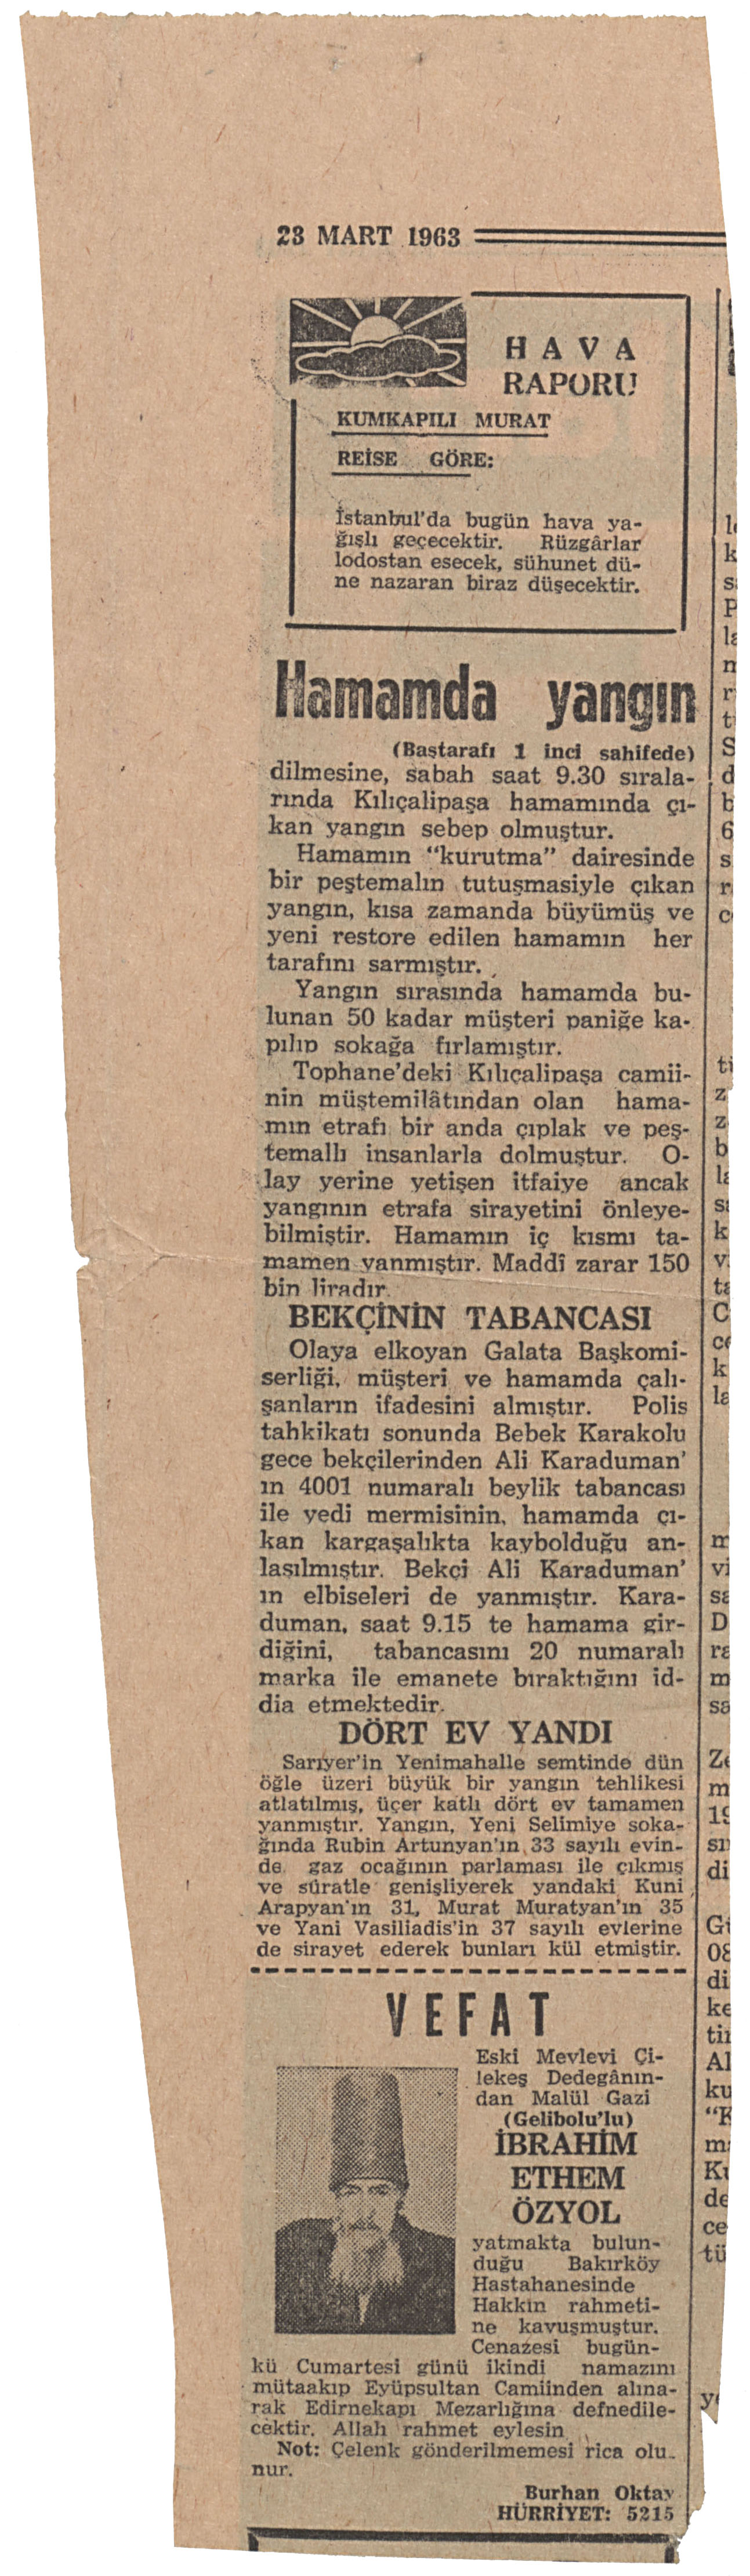 23 MART 1963
HAVA
RAPORU
KUMKAPILI MURAT
REİSE GÖRE:
İstanbul'da bugün hava ya-
ğışlı geçecektir. Rüzgârlar
lodostan esecek, sühunet dü-
ne nazaran biraz düşecektir.
Hamamda yangın
(Baştarafı 1 inci sahifede)
dilmesine, sabah saat 9.30 sırala-
rında Kılıçalipaşa hamamında çı-
kan yangın sebep olmuştur.
Hamamın "kurutma" dairesinde
bir peştemalın tutuşmasiyle çıkan
yangın, kısa zamanda büyümüş ve
yeni restore edilen hamamın her
tarafını sarmıştır.
Yangın sırasında hamamda bu-
lunan 50 kadar müşteri paniğe ka-
pılıp sokağa fırlamıştır.
Tophane'deki Kılıçalipaşa camii-
nin müştemilâtından olan hama-
mın etrafı bir anda çıplak ve peş-
temallı insanlarla dolmuştur. O-
lay yerine yetişen itfaiye ancak
yangının etrafa sirayetini önleye-
bilmiştir. Hamamın iç kısmı ta-
mamen yanmıştır. Maddî zarar 150
bin liradır.
BEKÇİNİN TABANCASI
Olaya elkoyan Galata Başkomi-
serliği, müşteri ve hamamda çalı-
şanların ifadesini almıştır. Polis
tahkikatı sonunda Bebek Karakolu
gece bekçilerinden Ali Karaduman'
ın 4001 numaralı beylik tabancası
ile yedi mermisinin, hamamda çı-
kan kargaşalıkta kaybolduğu an-
laşılmıştır. Bekçi Ali Karaduman'
ın elbiseleri de yanmıştır. Kara-
duman, saat 9.15 te hamama gir-
diğini, tabancasını 20 numaralı
marka ile emanete bıraktığını id-
dia etmektedir.
DÖRT EV YANDI
Sarıyer'in Yenimahalle semtinde dün
öğle üzeri büyük bir yangın tehlikesi
atlatılmış, üçer katlı dört ev tamamen
yanmıştır. Yangın, Yeni Selimiye soka-
ğında Rubin Artunyan'ın 33 sayılı evin-
de gaz ocağının parlaması ile çıkmış
ve süratle genişliyerek yandaki Kuni
Arapyan'ın 31, Murat Muratyan'ın 35
ve Yani Vasiliadis'in 37 sayılı evlerine
de sirayet ederek bunları kül etmiştir.
VEFAT
Eski Mevlevi Çi-
lekeş Dedegânın-
dan Malül Gazi
(Gelibolu'lu)
İBRAHİM
ETHEM
ÖZYOL
yatmakta bulun-
duğu Bakırköy
Hastahanesinde
Hakkın rahmeti-
ne kavuşmuştur.
Cenazesi bugün-
kü Cumartesi günü ikindi namazını
mütaakıp Eyüpsultan Camiinden alına-
rak Edirnekapı Mezarlığına defnedile-
cektir. Allah rahmet eylesin
Not: Çelenk gönderilmemesi rica olu-
nur.
Burhan Oktay
HÜRRİYET: 5215